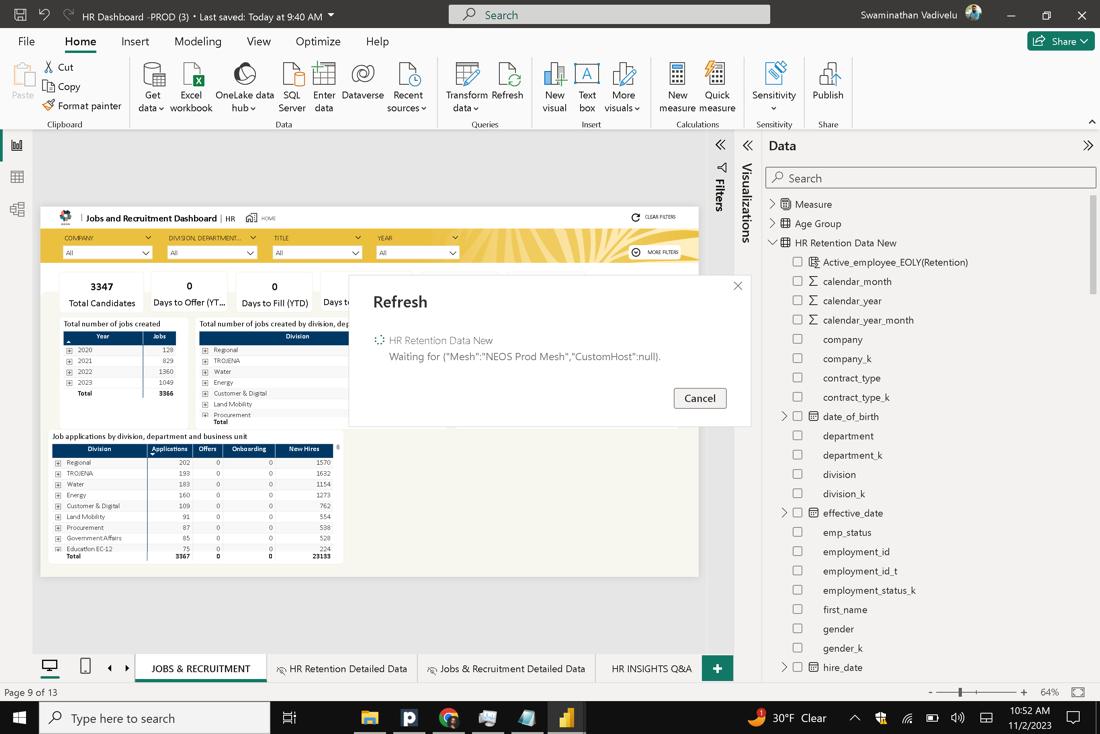 HR Dashboard -PROD (3) • Last saved: Today at 9:40 AM
Search
Swaminathan Vadivelu
File Home Insert Modeling View Optimize Help
Share
Paste
Cut
Copy
Format painter
Clipboard
Get data
Excel workbook
OneLake data hub
SQL Server
Enter data
Dataverse
Recent sources
Data
Transform data
Refresh
Queries
New visual
Text box
More visuals
Insert
New measure
Quick measure
Calculations
Sensitivity
Sensitivity
Publish
Share
Jobs and Recruitment Dashboard | HR
HOME
CLEAR FILTERS
COMPANY
All
DIVISION, DEPARTMENT...
All
TITLE
All
YEAR
All
MORE FILTERS
3347
Total Candidates
0
Days to Offer (YT...
0
Days to Fill (YTD)
Days t
Total number of jobs created
Year Jobs
2020 128
2021 829
2022 1360
2023 1049
Total 3366
Total number of jobs created by division, dep
Division
Regional
TROJENA
Water
Energy
Customer & Digital
Land Mobility
Procurement
Total
Job applications by division, department and business unit
Division Applications Offers Onboarding New Hires
Regional 202 0 0 1570
TROJENA 193 0 0 1632
Water 183 0 0 1154
Energy 160 0 0 1273
Customer & Digital 109 0 0 762
Land Mobility 91 0 0 554
Procurement 87 0 0 538
Government Affairs 85 0 0 528
Education EC-12 75 0 0 224
Total 3367 0 0 23133
Refresh
HR Retention Data New
Waiting for ("Mesh":"NEOS Prod Mesh","CustomHost":null).
Cancel
Filters
Visualizations
Data
Search
Measure
Age Group
HR Retention Data New
Active_employee_EOLY(Retention)
calendar_month
calendar_year
calendar_year_month
company
company_k
contract_type
contract_type_k
date_of_birth
department
department_k
division
division_k
effective_date
emp_status
employment_id
employment_id_t
employment_status_k
first_name
gender
gender_k
hire_date
JOBS & RECRUITMENT
HR Retention Detailed Data
Jobs & Recruitment Detailed Data
HR INSIGHTS Q&A
Page 9 of 13
64%
Type here to search
1
30°F Clear
10:52 AM
11/2/2023